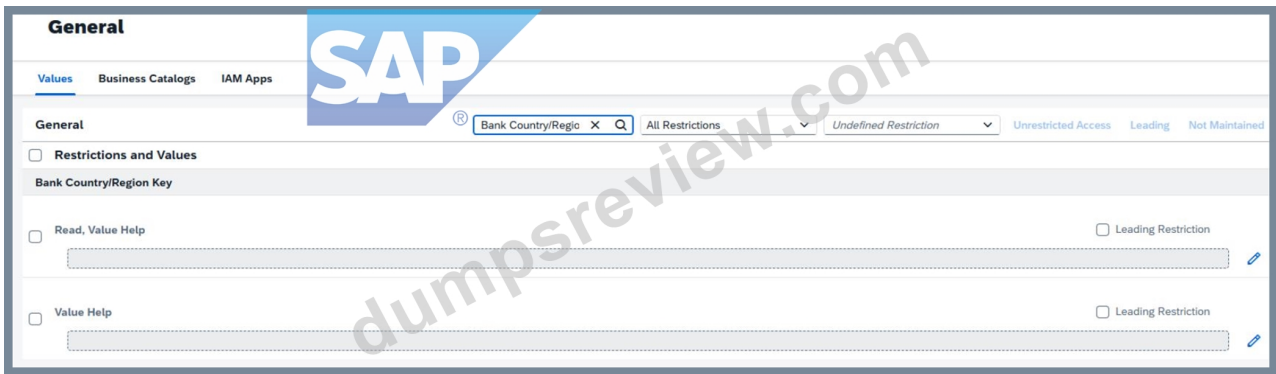 General
SAP
®
Values Business Catalogs IAM Apps
General Bank Country/Regio All Restrictions Undefined Restriction Unrestricted Access Leading Not Maintained
Restrictions and Values
Bank Country/Region Key
Read, Value Help Leading Restriction
Value Help Leading Restriction
dumpsreview.com